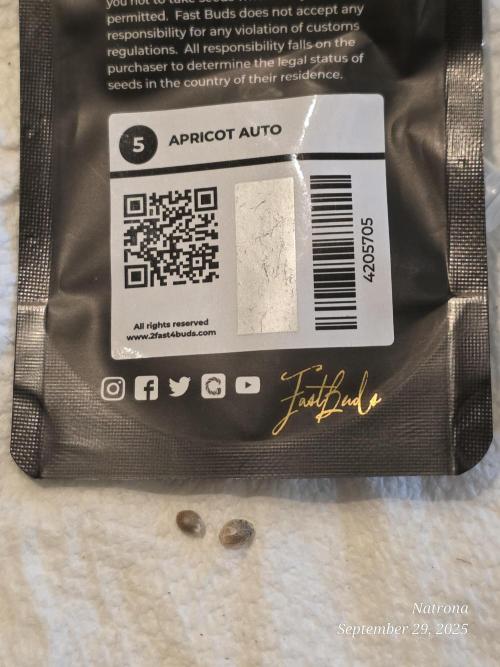 you not to take seeds
permitted. Fast Buds does not accept any
responsibility for any violation of customs
regulations. All responsibility falls on the
purchaser to determine the legal status of
seeds in the country of their residence.
5 APRICOT AUTO
4205705
All rights reserved
www.2fast4buds.com
FastBuds
Natrona
September 29, 2025